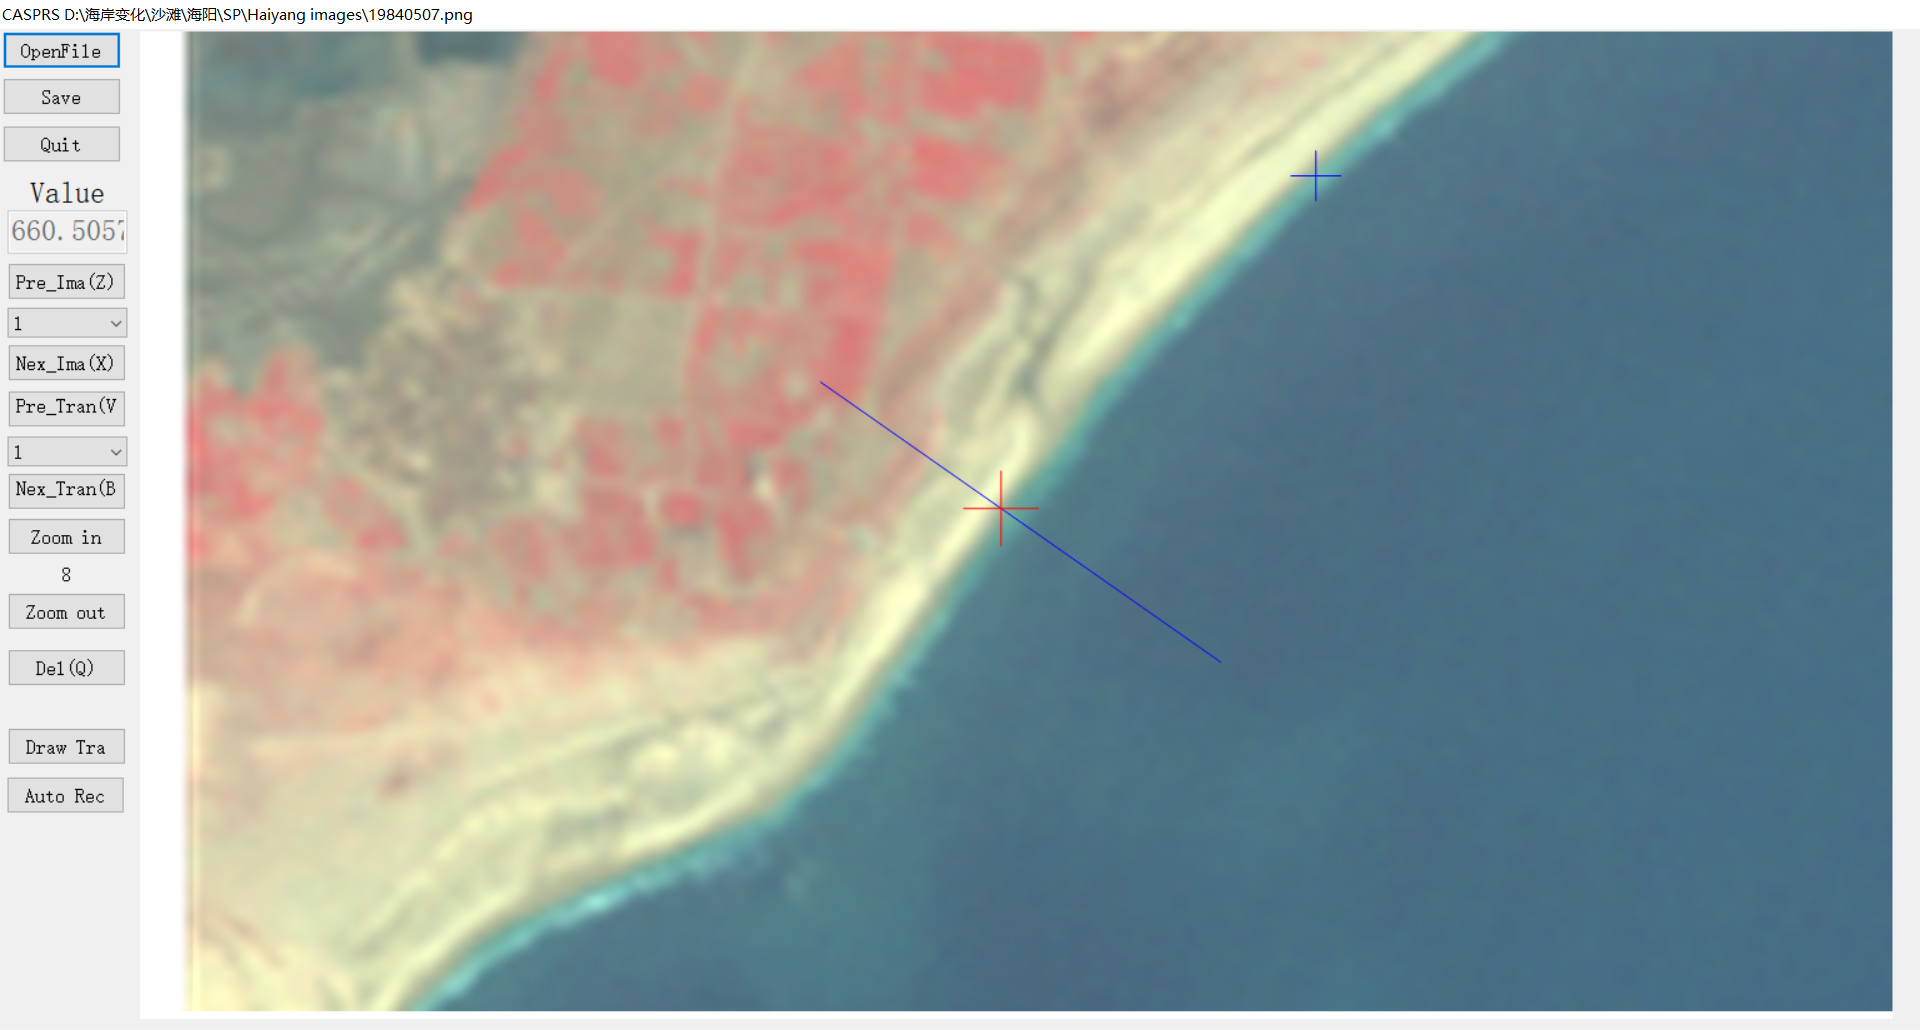 CASPRS D:\海岸变化\沙滩\海阳\SP\Haiyang images\19840507.png
OpenFile
Save
Quit
Value
660.5057
Pre_Ima(Z)
1
Nex_Ima(X)
Pre_Tran(V
1
Nex_Tran(B
Zoom in
8
Zoom out
Del(Q)
Draw Tra
Auto Rec